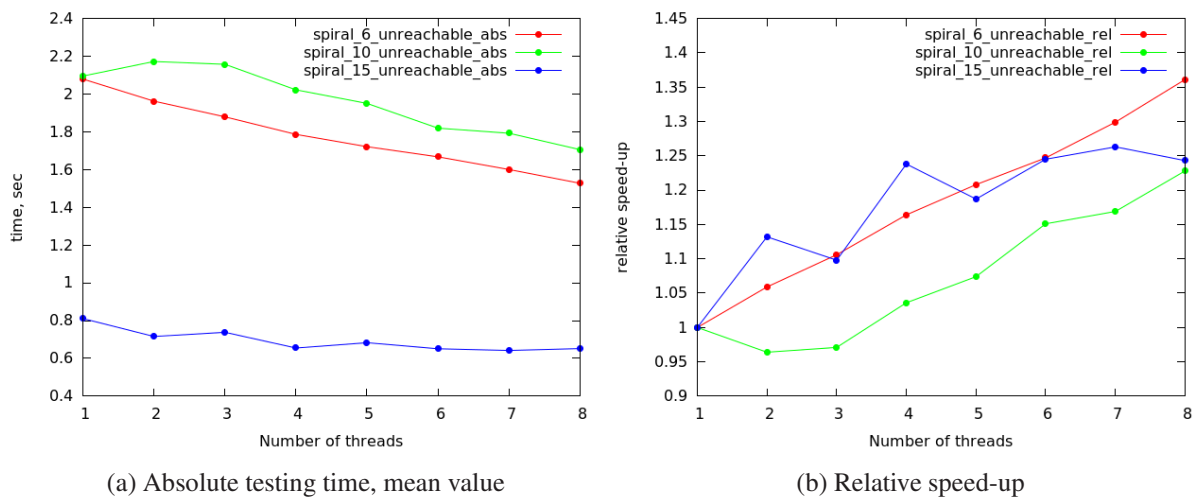 2.4
2.2
2
1.8
1.6
1.4
1.2
1
0.8
0.6
0.4
time, sec
spiral_6_unreachable_abs
spiral_10_unreachable_abs
spiral_15_unreachable_abs
1 2 3 4 5 6 7 8
Number of threads
(a) Absolute testing time, mean value
1.45
1.4
1.35
1.3
1.25
1.2
1.15
1.1
1.05
1
0.95
0.9
relative speed-up
spiral_6_unreachable_rel
spiral_10_unreachable_rel
spiral_15_unreachable_rel
1 2 3 4 5 6 7 8
Number of threads
(b) Relative speed-up